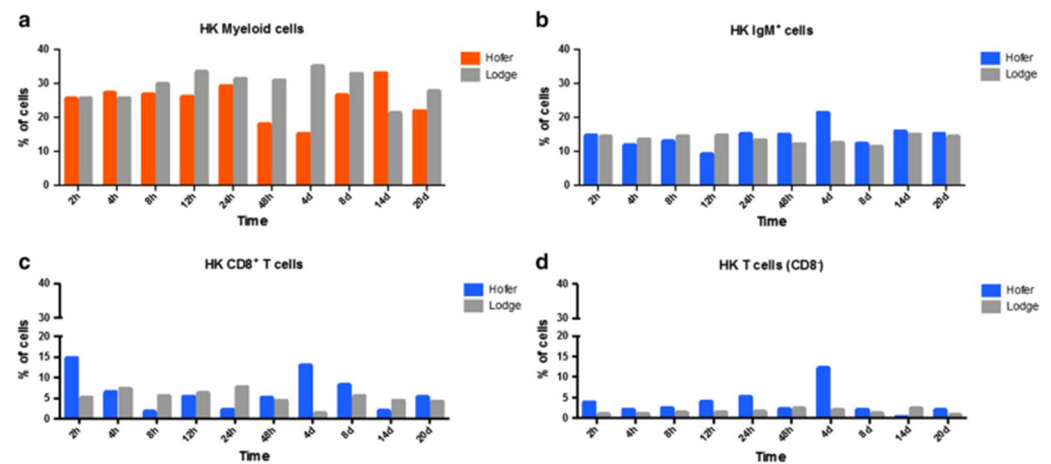 a
HK Myeloid cells
40
30
20
10
0
% of cells
2h 4h 8h 12h 24h 48h 4d 8d 14d 20d
Time
Hofer
Lodge
b
HK IgM⁺ cells
40
30
20
10
0
% of cells
2h 4h 8h 12h 24h 48h 4d 8d 14d 20d
Time
Hofer
Lodge
c
HK CD8⁺ T cells
40
30
20
15
10
5
0
% of cells
2h 4h 8h 12h 24h 48h 4d 8d 14d 20d
Time
Hofer
Lodge
d
HK T cells (CD8⁻)
40
30
20
15
10
5
0
% of cells
2h 4h 8h 12h 24h 48h 4d 8d 14d 20d
Time
Hofer
Lodge